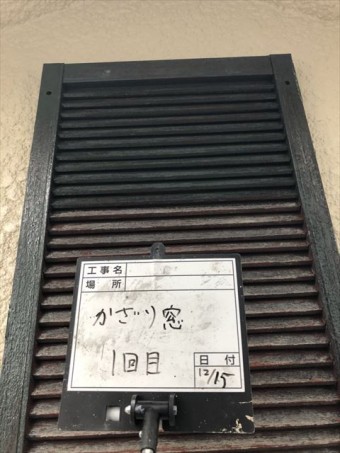 工事名
場所
かざり窓
1回目
日付
12/15